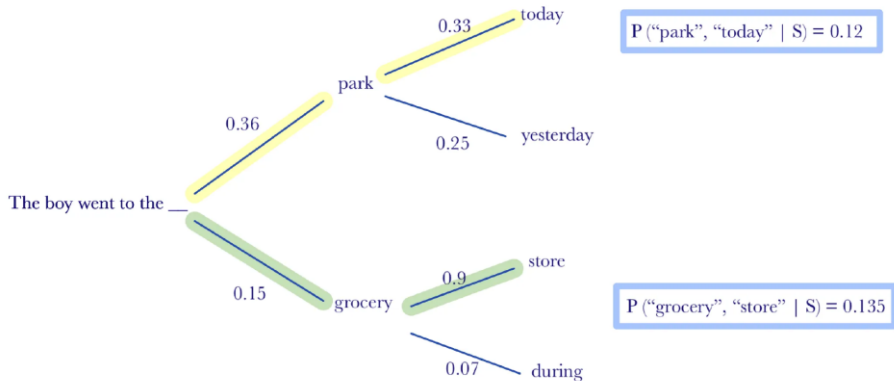 today
0.33
P (“park”, “today” | S) = 0.12
park
0.36
0.25
yesterday
The boy went to the __
store
0.9
0.15
grocery
P (“grocery”, “store” | S) = 0.135
0.07
during